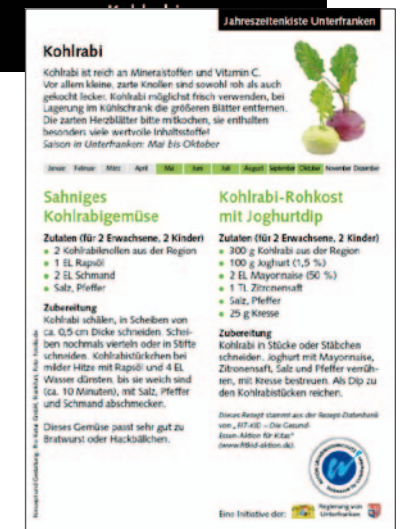 Jahreszeitenkiste Unterfranken
Kohlrabi
Kohlrabi ist reich an Mineralstoffen und Vitamin C.
Vor allem kleine, zarte Knollen sind sowohl roh als auch
gekocht lecker. Kohlrabi möglichst frisch verwenden, bei
Lagerung im Kühlschrank die größeren Blätter entfernen.
Die zarten Herzblätter bitte mitkochen, sie enthalten
besonders viele wertvolle Inhaltsstoffe!
Saison in Unterfranken: Mai bis Oktober
Januar Februar März April Mai Juni Juli August September Oktober November Dezember
Sahniges
Kohlrabigemüse
Zutaten (für 2 Erwachsene, 2 Kinder)
• 2 Kohlrabiknollen aus der Region
• 1 EL Rapsöl
• 2 EL Schmand
• Salz, Pfeffer
Zubereitung
Kohlrabi schälen, in Scheiben von
ca. 0,5 cm Dicke schneiden. Schei-
ben nochmals vierteln oder in Stifte
schneiden. Kohlrabistückchen bei
milder Hitze mit Rapsöl und 4 EL
Wasser dünsten, bis sie weich sind
(ca. 10 Minuten), mit Salz, Pfeffer
und Schmand abschmecken.
Dieses Gemüse passt sehr gut zu
Bratwurst oder Hackbällchen.
Kohlrabi-Rohkost
mit Joghurtdip
Zutaten (für 2 Erwachsene, 2 Kinder)
• 300 g Kohlrabi aus der Region
• 100 g Joghurt (1,5 %)
• 2 EL Mayonnaise (50 %)
• 1 TL Zitronensaft
• Salz, Pfeffer
• 25 g Kresse
Zubereitung
Kohlrabi in Stücke oder Stäbchen
schneiden. Joghurt mit Mayonnaise,
Zitronensaft, Salz und Pfeffer verrüh-
ren, mit Kresse bestreuen. Als Dip zu
den Kohlrabistücken reichen.
Dieses Rezept stammt aus der Rezept-Datenbank
von „FIT-KID – Die Gesund-
Essen-Aktion für Kitas"
(www.fitkid-aktion.de).
Eine Initiative der:
Regierung von
Unterfranken